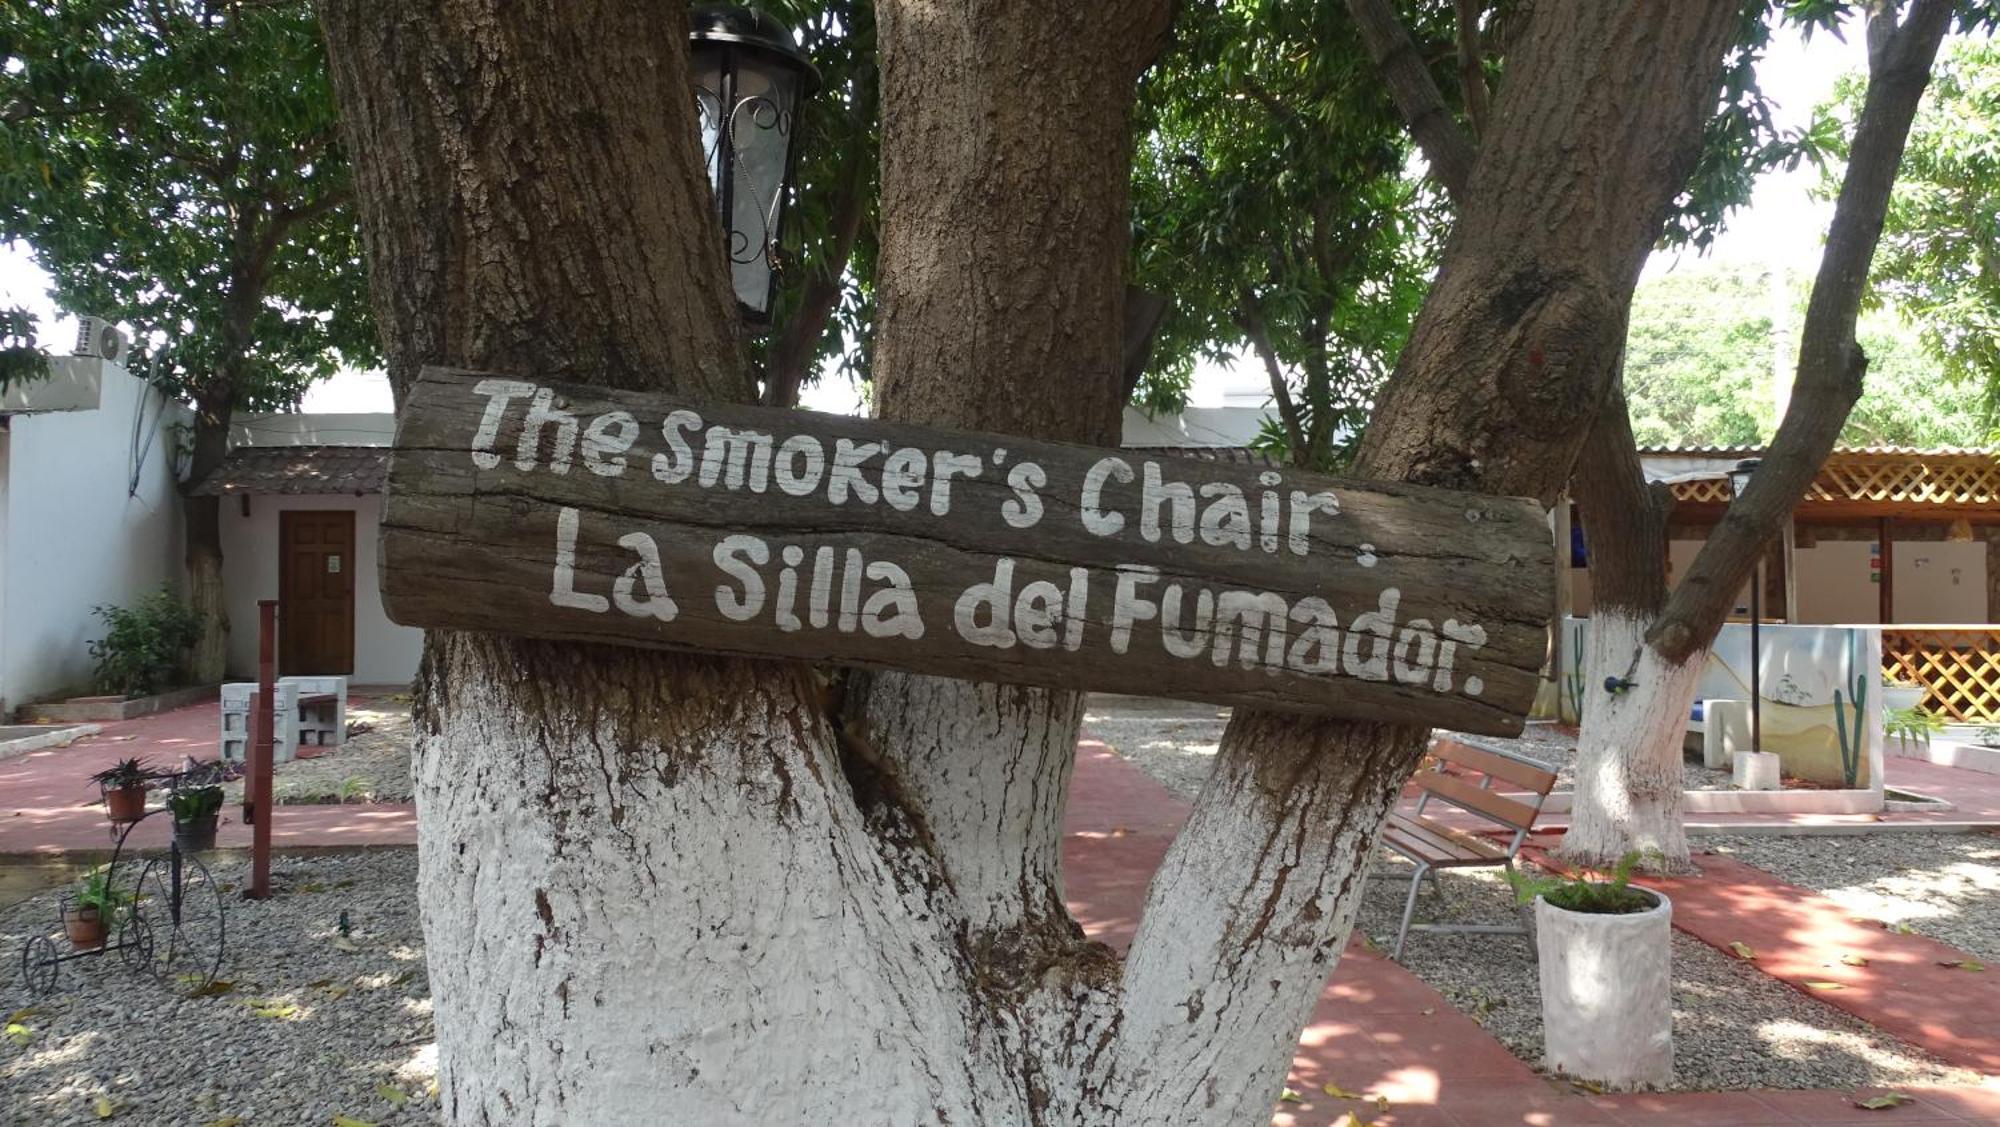 The Smoker's Chair.
La Silla del Fumador.